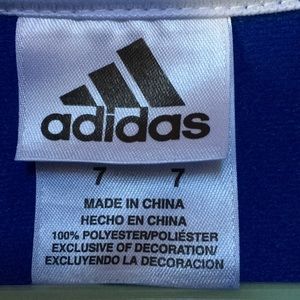 adidas
7 7
MADE IN CHINA
HECHO EN CHINA
100% POLYESTER/POLIÉSTER
EXCLUSIVE OF DECORATION/
EXCLUYENDO LA DECORACION